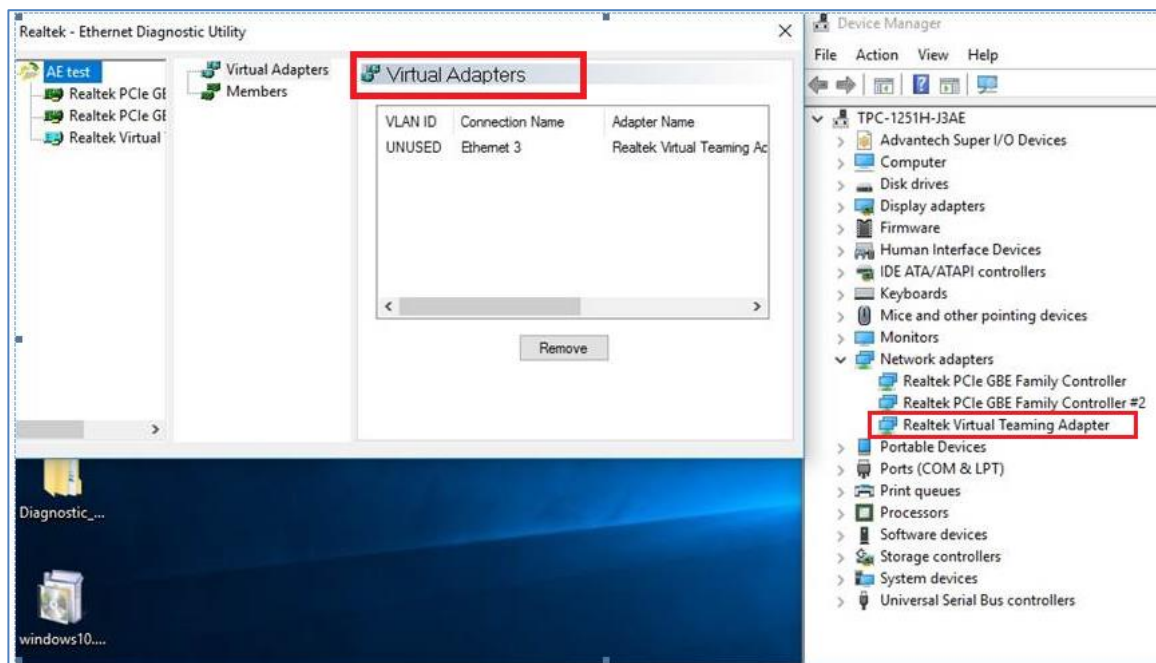 Realtek - Ethernet Diagnostic Utility
AE test
Realtek PCIe GE
Realtek PCIe GE
Realtek Virtual
Virtual Adapters
Members
Virtual Adapters
VLAN ID Connection Name Adapter Name
UNUSED Ethernet 3 Realtek Virtual Teaming Ac
Remove
Diagnostic_...
windows10....
Device Manager
File Action View Help
TPC-1251H-J3AE
Advantech Super I/O Devices
Computer
Disk drives
Display adapters
Firmware
Human Interface Devices
IDE ATA/ATAPI controllers
Keyboards
Mice and other pointing devices
Monitors
Network adapters
Realtek PCIe GBE Family Controller
Realtek PCIe GBE Family Controller #2
Realtek Virtual Teaming Adapter
Portable Devices
Ports (COM & LPT)
Print queues
Processors
Software devices
Storage controllers
System devices
Universal Serial Bus controllers